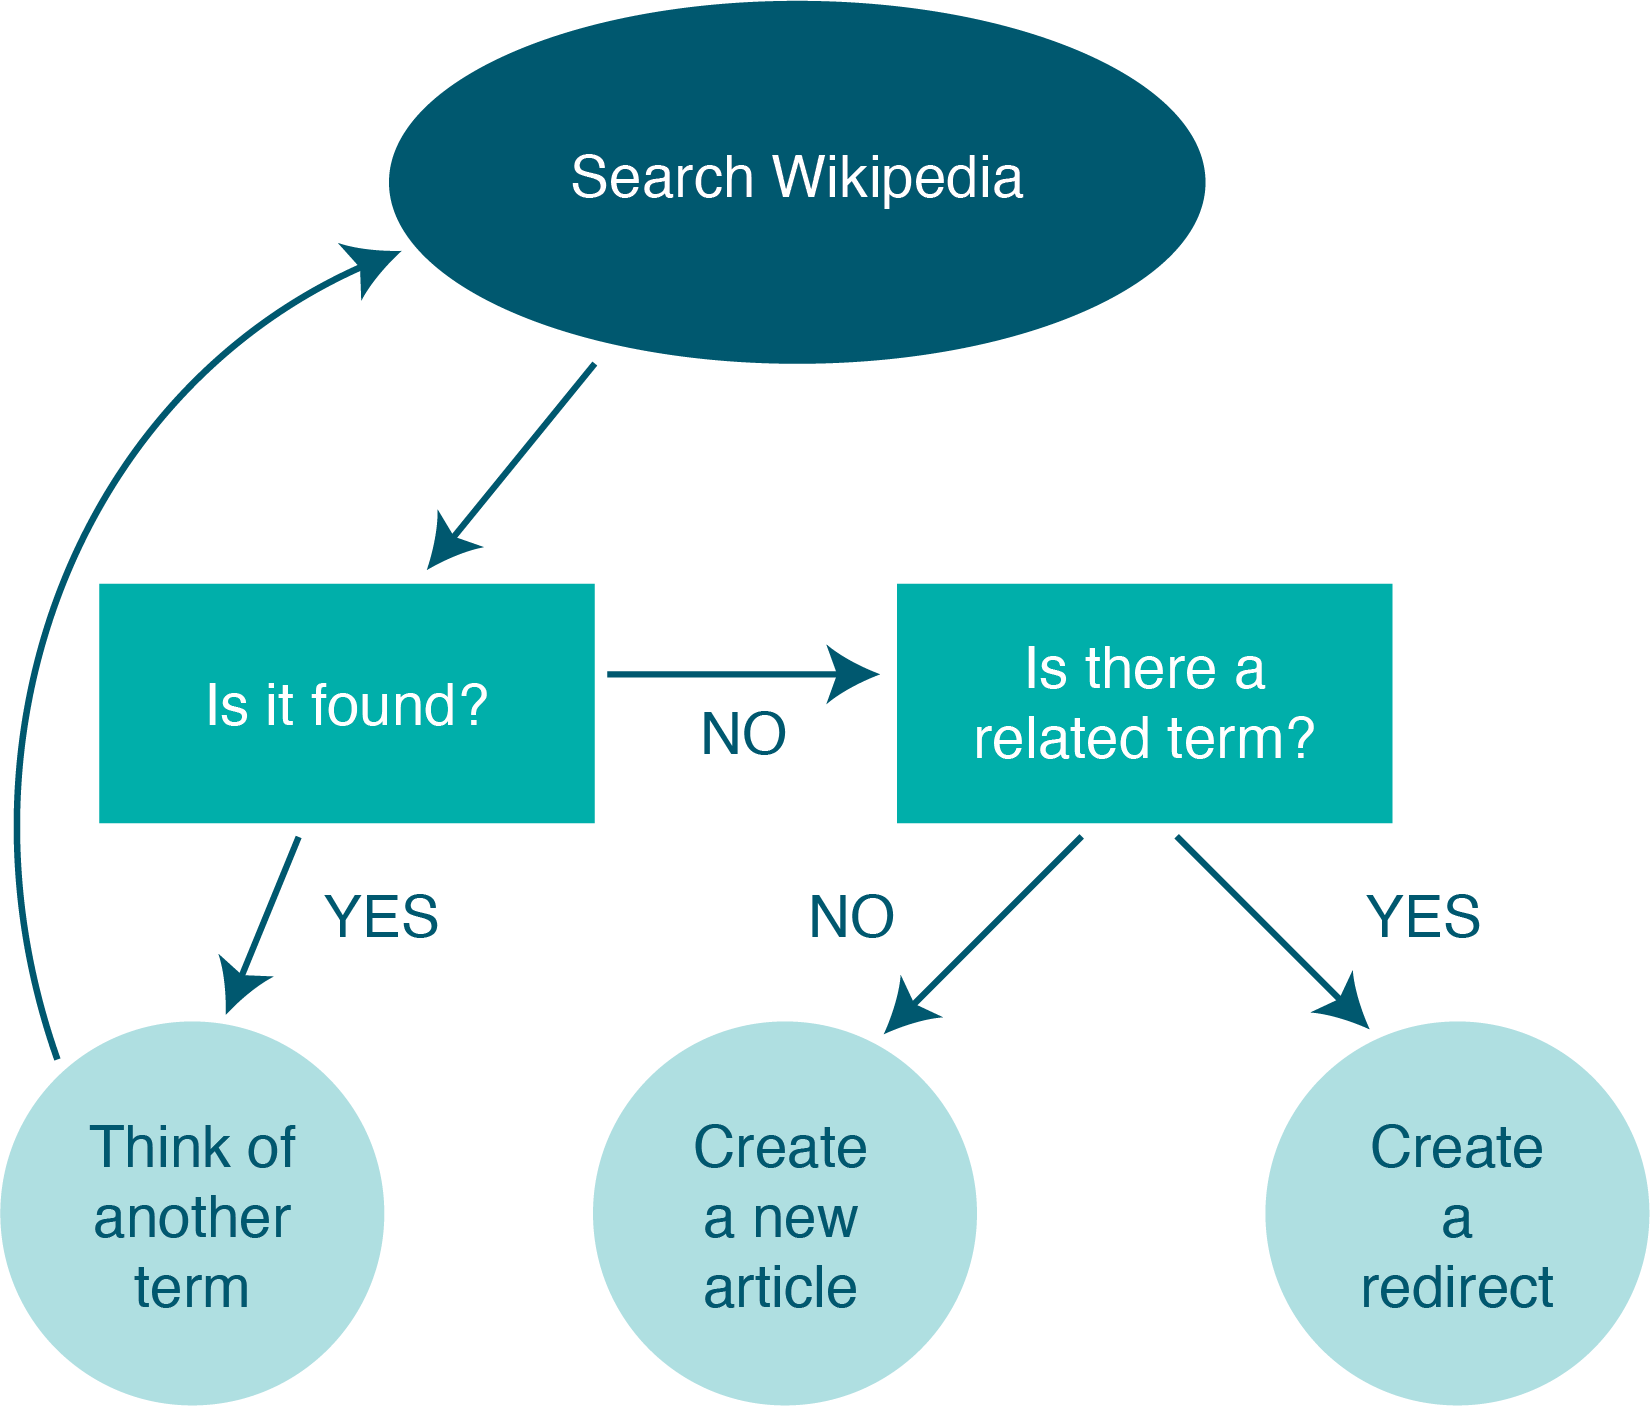 Search Wikipedia
Is it found?
NO
Is there a
related term?
YES
NO
YES
Think of
another
term
Create
a new
article
Create
a
redirect